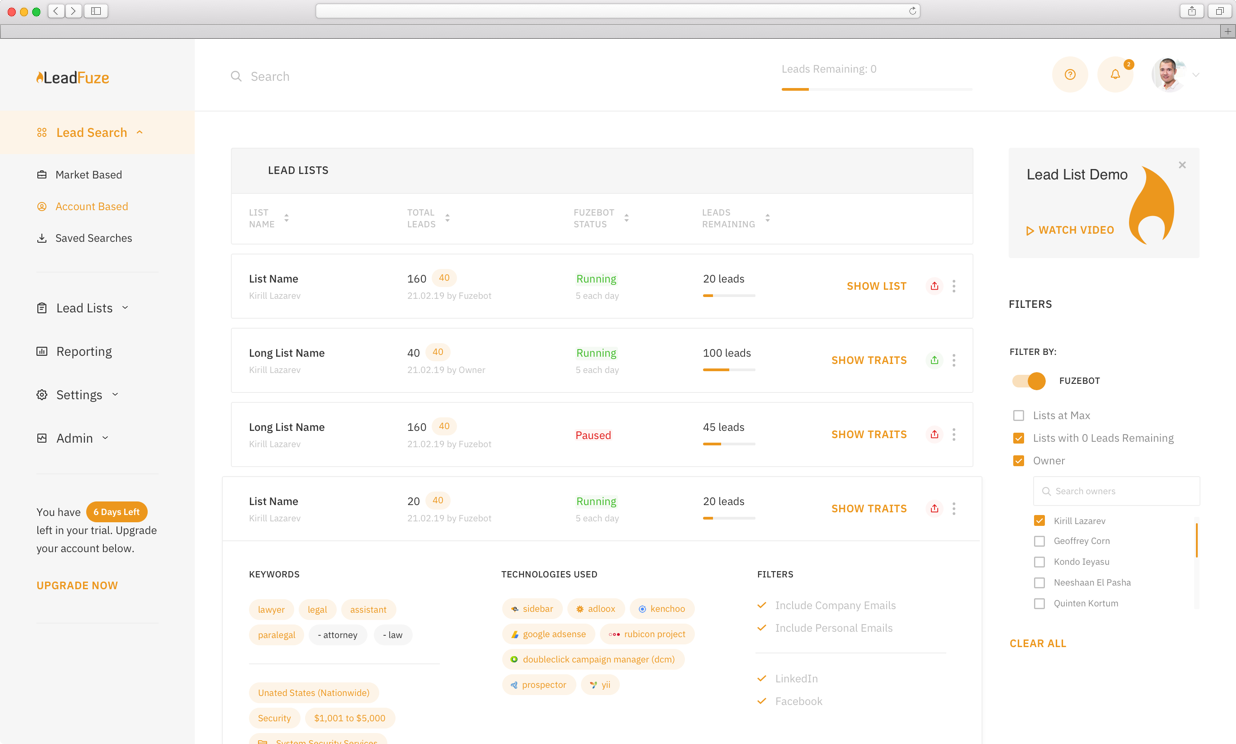 LeadFuze
Search
Leads Remaining: 0
2
Lead Search
Market Based
Account Based
Saved Searches
Lead Lists
Reporting
Settings
Admin
You have 6 Days Left
left in your trial. Upgrade
your account below.
UPGRADE NOW
LEAD LISTS
LIST NAME
TOTAL LEADS
FUZEBOT STATUS
LEADS REMAINING
List Name
Kirill Lazarev
160 40
21.02.19 by Fuzebot
Running
5 each day
20 leads
SHOW LIST
Long List Name
Kirill Lazarev
40 40
21.02.19 by Owner
Running
5 each day
100 leads
SHOW TRAITS
Long List Name
Kirill Lazarev
160 40
21.02.19 by Fuzebot
Paused
45 leads
SHOW TRAITS
List Name
Kirill Lazarev
20 40
21.02.19 by Fuzebot
Running
5 each day
20 leads
SHOW TRAITS
KEYWORDS
lawyer legal assistant
paralegal - attorney - law
Unated States (Nationwide)
Security $1,001 to $5,000
System Security Services
TECHNOLOGIES USED
sidebar adloox kenchoo
google adsense rubicon project
doubleclick campaign manager (dcm)
prospector yii
FILTERS
Include Company Emails
Include Personal Emails
LinkedIn
Facebook
Lead List Demo
WATCH VIDEO
FILTERS
FILTER BY:
FUZEBOT
Lists at Max
Lists with 0 Leads Remaining
Owner
Search owners
Kirill Lazarev
Geoffrey Corn
Kondo Ieyasu
Neeshaan El Pasha
Quinten Kortum
CLEAR ALL